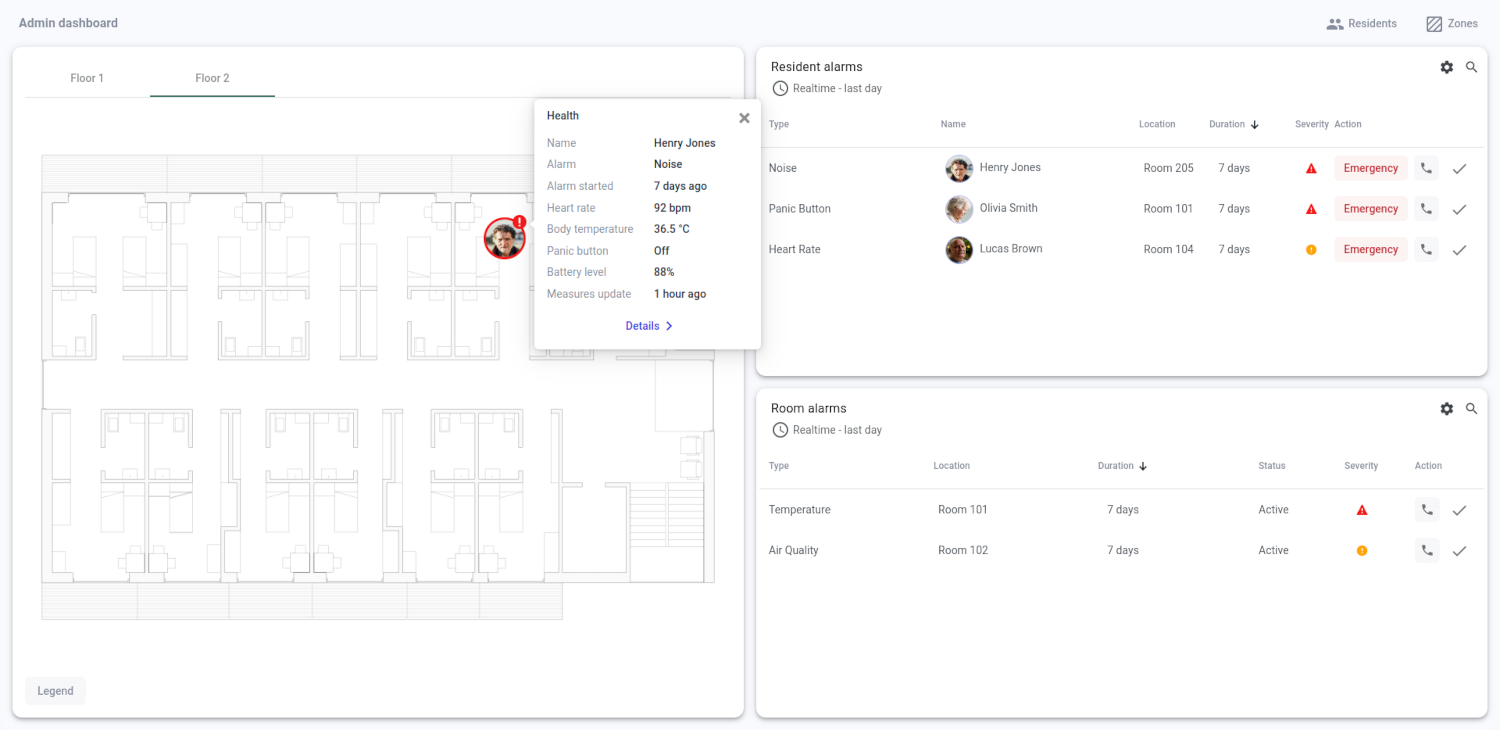 Admin dashboard
Residents
Zones
Floor 1
Floor 2
Health
Name Henry Jones
Alarm Noise
Alarm started 7 days ago
Heart rate 92 bpm
Body temperature 36.5 °C
Panic button Off
Battery level 88%
Measures update 1 hour ago
Details
Legend
Resident alarms
Realtime - last day
Type Name Location Duration Severity Action
Noise Henry Jones Room 205 7 days Emergency
Panic Button Olivia Smith Room 101 7 days Emergency
Heart Rate Lucas Brown Room 104 7 days Emergency
Room alarms
Realtime - last day
Type Location Duration Status Severity Action
Temperature Room 101 7 days Active
Air Quality Room 102 7 days Active